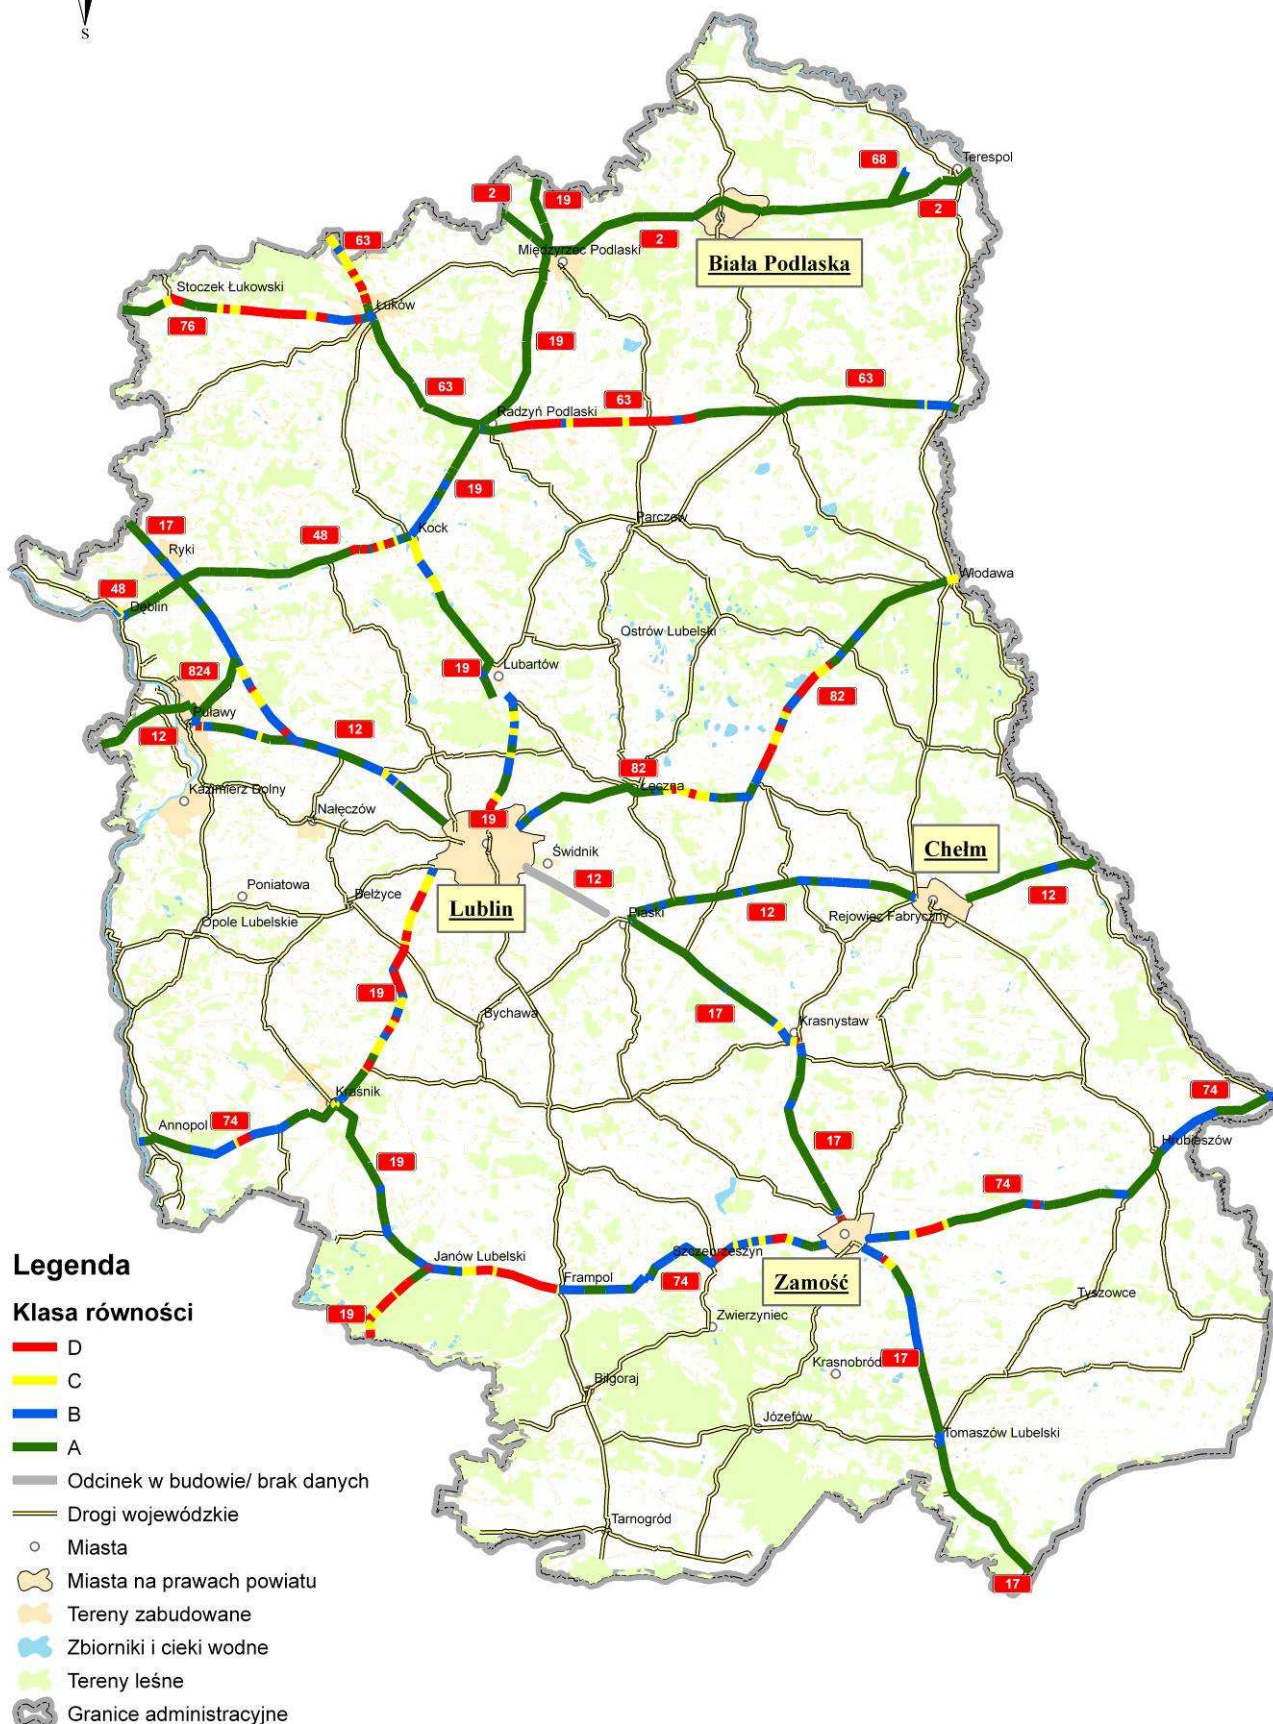 S
68
Terespol
2
19
2
2
63
Międzyrzec Podlaski
Biała Podlaska
Stoczek Łukowski
Łuków
76
19
63
63
63
Radzyń Podlaski
19
17
48
Kock
Parczew
Ryki
48
Dęblin
Włodawa
Ostrów Lubelski
824
19
Lubartów
82
Puławy
12
12
82
Łęczna
Kazimierz Dolny
Nałęczów
19
Świdnik
Chełm
12
12
Poniatowa
Bełżyce
Lublin
Piaski
12
Rejowiec Fabryczny
Opole Lubelskie
19
Bychawa
17
Krasnystaw
Kraśnik
74
Annopol
74
17
Hrubieszów
19
74
Janów Lubelski
Szczebrzeszyn
Frampol
74
Zamość
19
Zwierzyniec
Tyszowce
17
Krasnobród
Biłgoraj
Józefów
Tomaszów Lubelski
Tarnogród
17
Legenda
Klasa równości
D
C
B
A
Odcinek w budowie/ brak danych
Drogi wojewódzkie
Miasta
Miasta na prawach powiatu
Tereny zabudowane
Zbiorniki i cieki wodne
Tereny leśne
Granice administracyjne